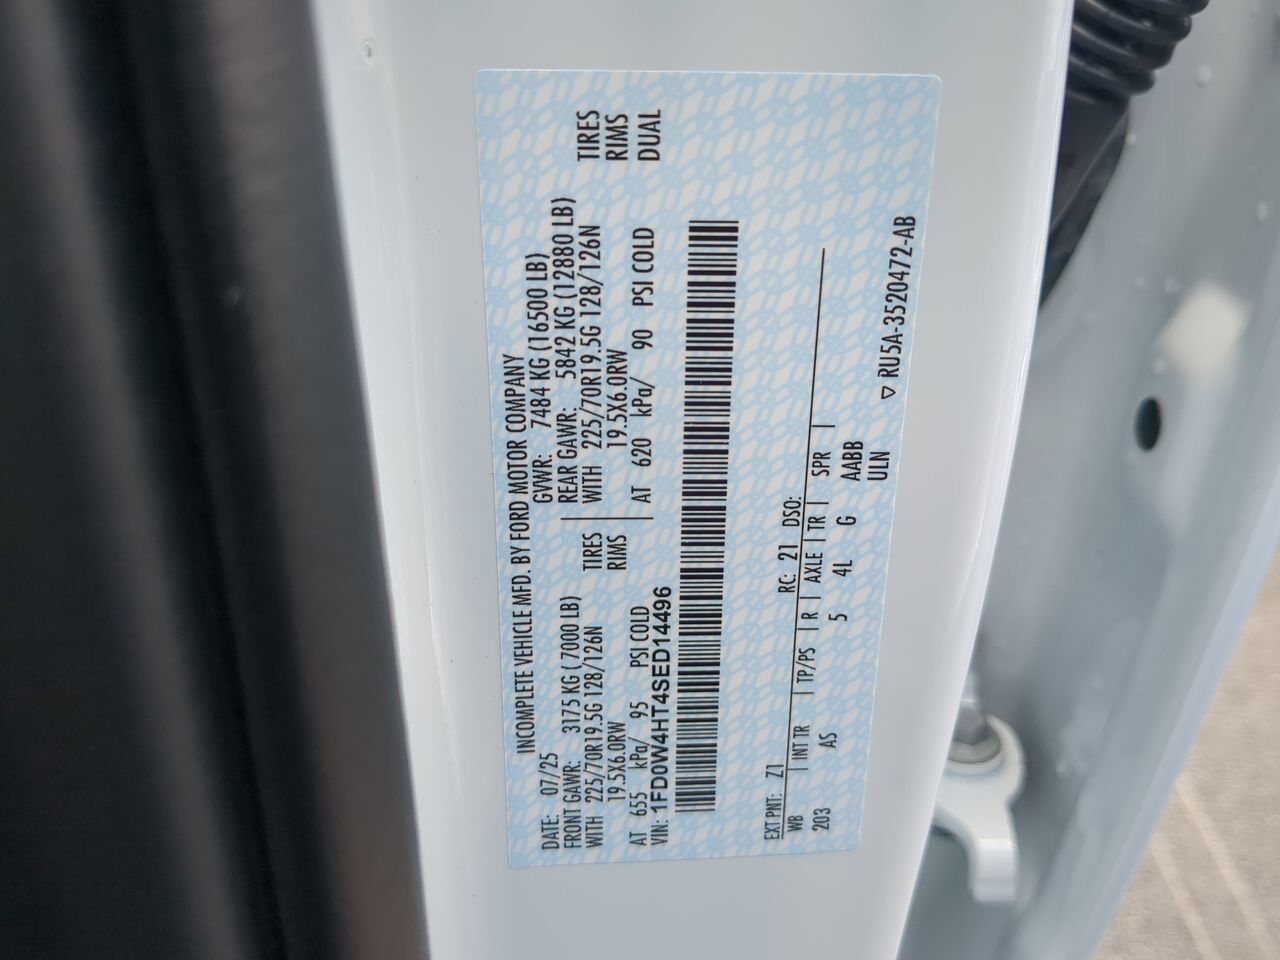 INCOMPLETE VEHICLE MFD. BY FORD MOTOR COMPANY
DATE: 07/25 GVWR: 7484 KG (16500 LB)
FRONT GAWR: 3175 KG (7000 LB) REAR GAWR: 5842 KG (12880 LB)
WITH 225/70R19.5G 128/126N TIRES WITH 225/70R19.5G 128/126N TIRES
19.5X6.0RW RIMS 19.5X6.0RW RIMS
AT 655 kPa/ 95 PSI COLD AT 620 kPa/ 90 PSI COLD DUAL
VIN: 1FD0W4HT4SED14496
EXT PNT: Z1 RC: 21 DSO:
WB INT TR TP/PS R AXLE TR SPR
203 AS 5 4L G AABB
ULN
▽ RU5A-3520472-AB